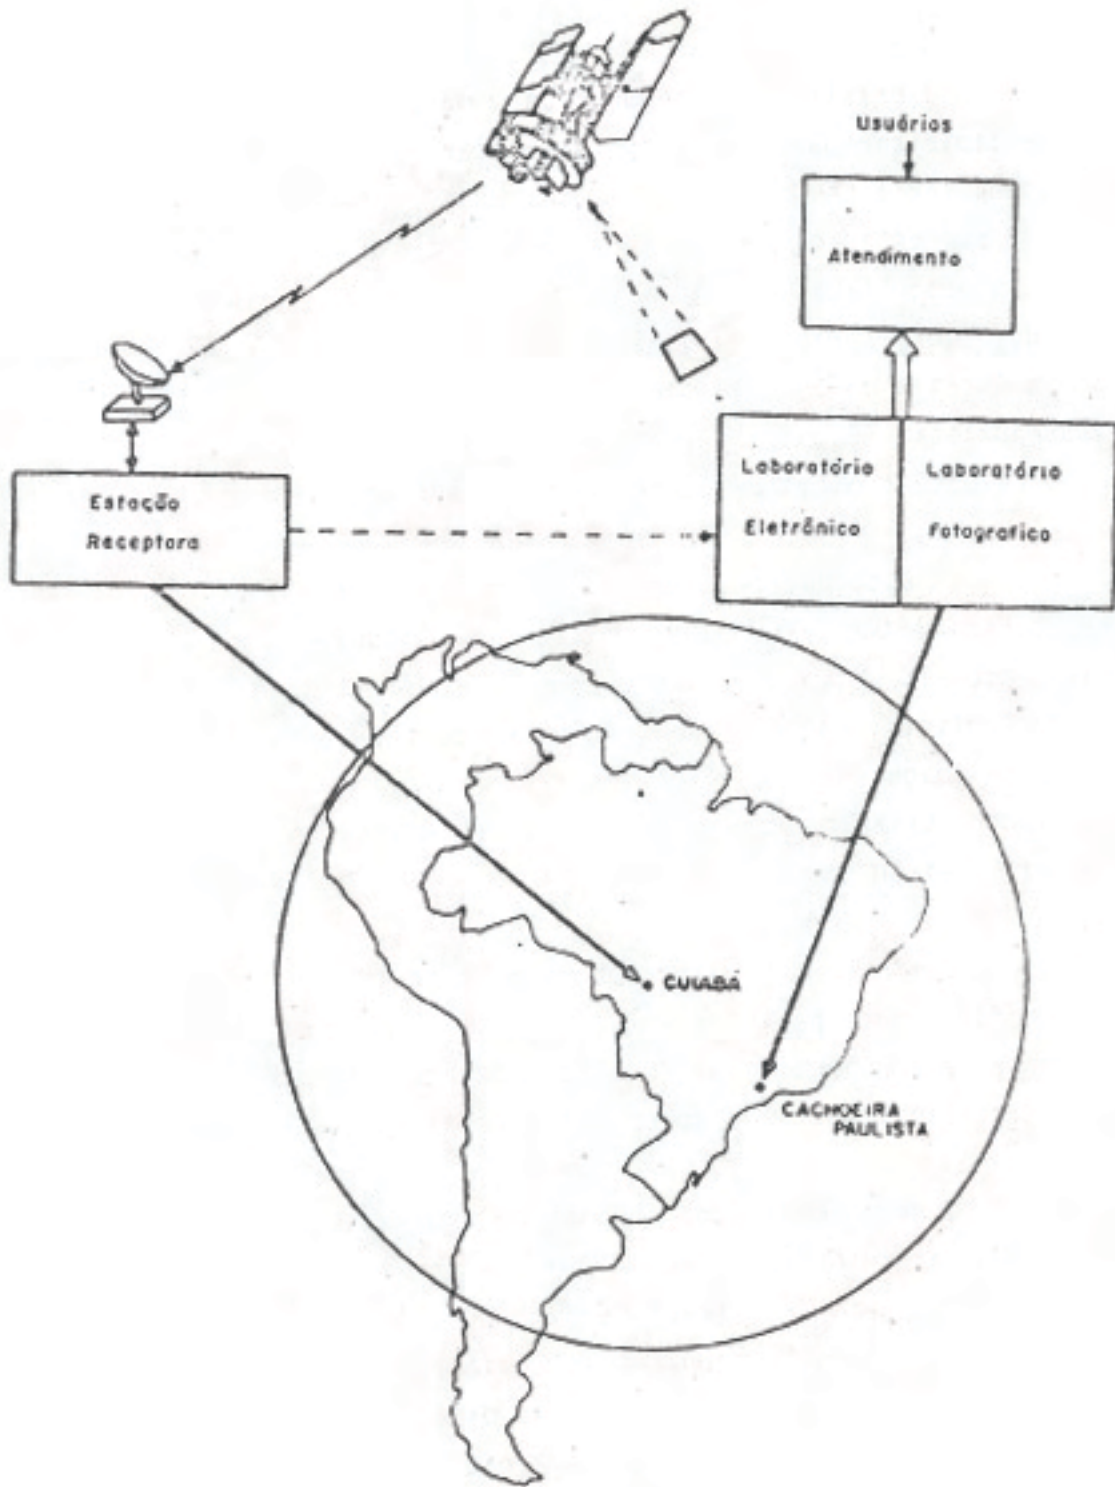 Usuários
Atendimento
Estação
Receptora
Laboratório
Eletrônico
Laboratório
Fotografico
CUIABÁ
CACHOEIRA
PAULISTA